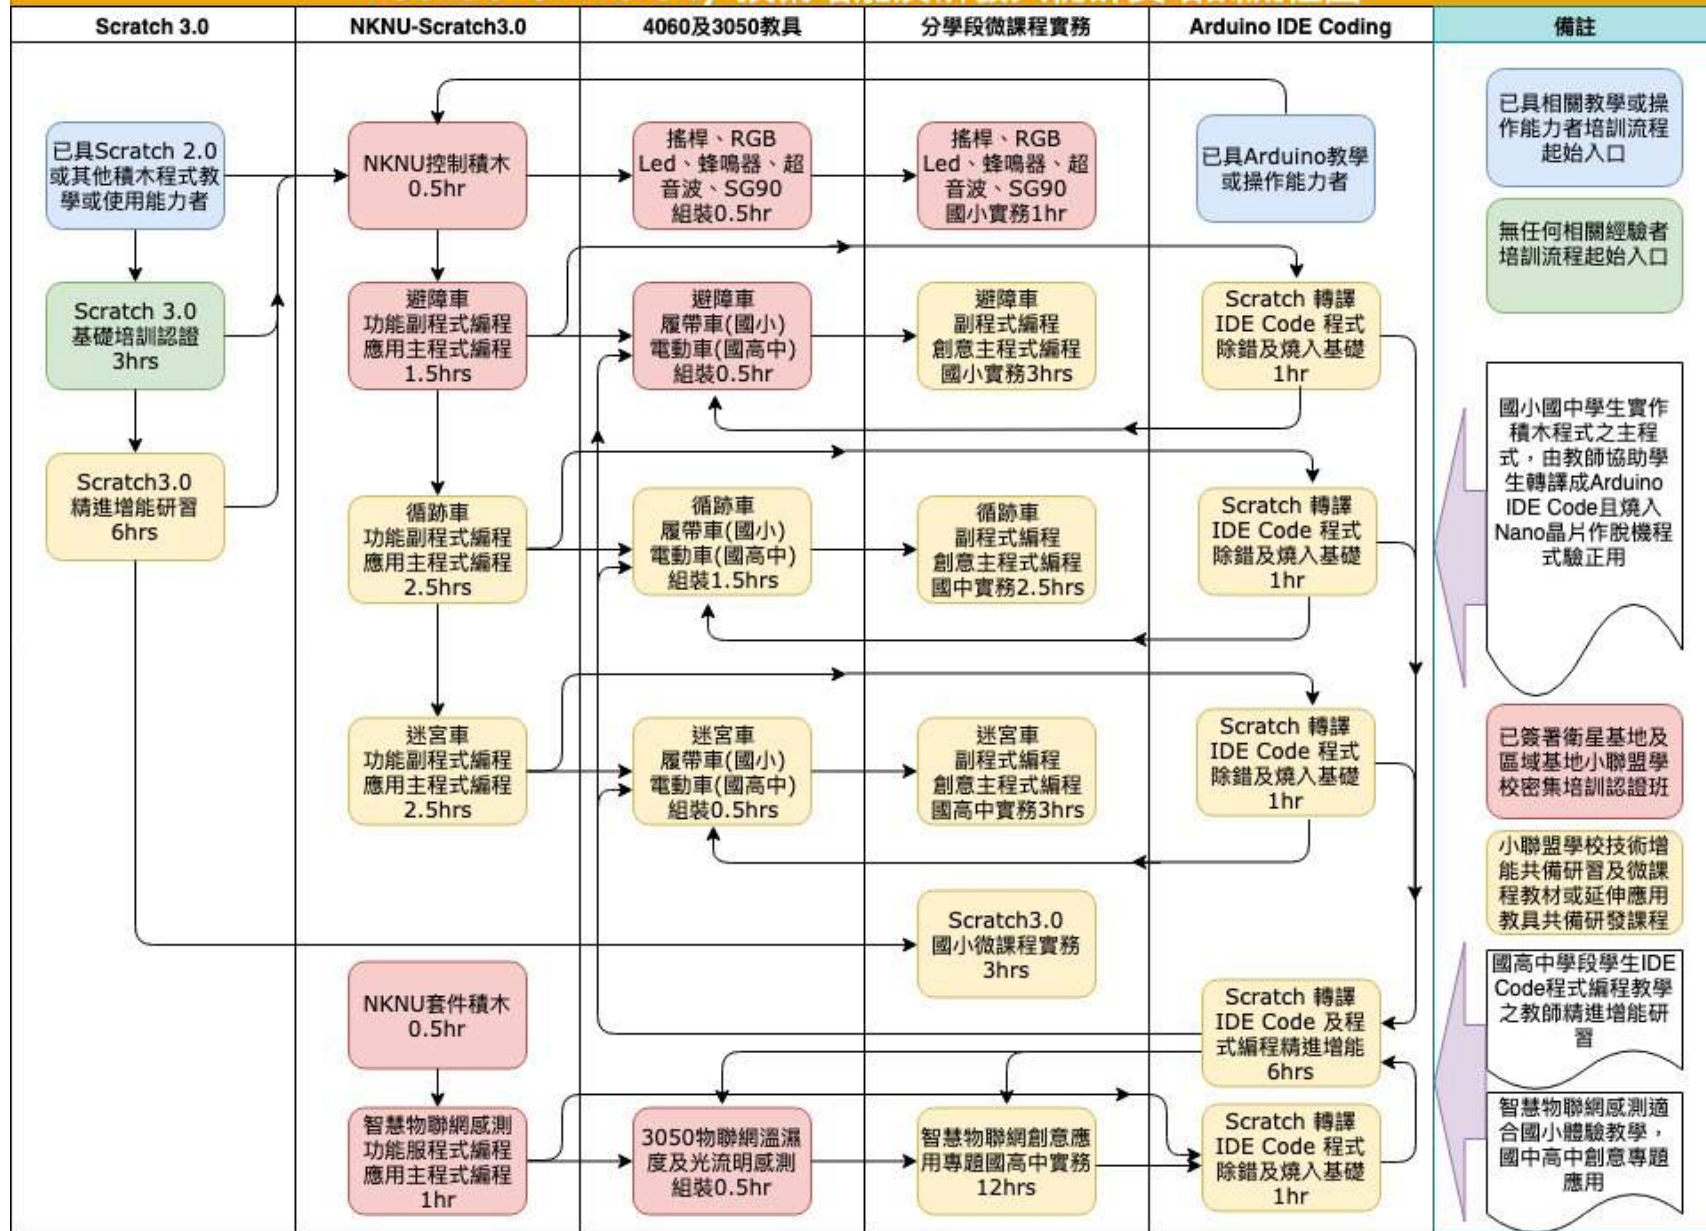 Scratch 3.0
NKNU-Scratch3.0
4060及3050教具
分學段微課程實務
Arduino IDE Coding
備註
已具Scratch 2.0
或其他積木程式教
學或使用能力者
NKNU控制積木
0.5hr
搖桿、RGB
Led、蜂鳴器、超
音波、SG90
組裝0.5hr
搖桿、RGB
Led、蜂鳴器、超
音波、SG90
國小實務1hr
已具Arduino教學
或操作能力者
已具相關教學或操
作能力者培訓流程
起始入口
無任何相關經驗者
培訓流程起始入口
Scratch 3.0
基礎培訓認證
3hrs
避障車
功能副程式編程
應用主程式編程
1.5hrs
避障車
履帶車(國小)
電動車(國高中)
組裝0.5hr
避障車
副程式編程
創意主程式編程
國小實務3hrs
Scratch 轉譯
IDE Code 程式
除錯及燒入基礎
1hr
國小國中學生實作
積木程式之主程
式，由教師協助學
生轉譯成Arduino
IDE Code且燒入
Nano晶片作脫機程
式驗正用
Scratch3.0
精進增能研習
6hrs
循跡車
功能副程式編程
應用主程式編程
2.5hrs
循跡車
履帶車(國小)
電動車(國高中)
組裝1.5hrs
循跡車
副程式編程
創意主程式編程
國中實務2.5hrs
Scratch 轉譯
IDE Code 程式
除錯及燒入基礎
1hr
迷宮車
功能副程式編程
應用主程式編程
2.5hrs
迷宮車
履帶車(國小)
電動車(國高中)
組裝0.5hrs
迷宮車
副程式編程
創意主程式編程
國高中實務3hrs
Scratch 轉譯
IDE Code 程式
除錯及燒入基礎
1hr
已簽署衛星基地及
區域基地小聯盟學
校密集培訓認證班
小聯盟學校技術增
能共備研習及微課
程教材或延伸應用
教具共備研發課程
Scratch3.0
國小微課程實務
3hrs
NKNU套件積木
0.5hr
Scratch 轉譯
IDE Code 及程
式編程精進增能
6hrs
國高中學段學生IDE
Code程式編程教學
之教師精進增能研
習
智慧物聯網感測
功能服程式編程
應用主程式編程
1hr
3050物聯網溫濕
度及光流明感測
組裝0.5hr
智慧物聯網創意應
用專題國高中實務
12hrs
Scratch 轉譯
IDE Code 程式
除錯及燒入基礎
1hr
智慧物聯網感測適
合國小體驗教學，
國中高中創意專題
應用